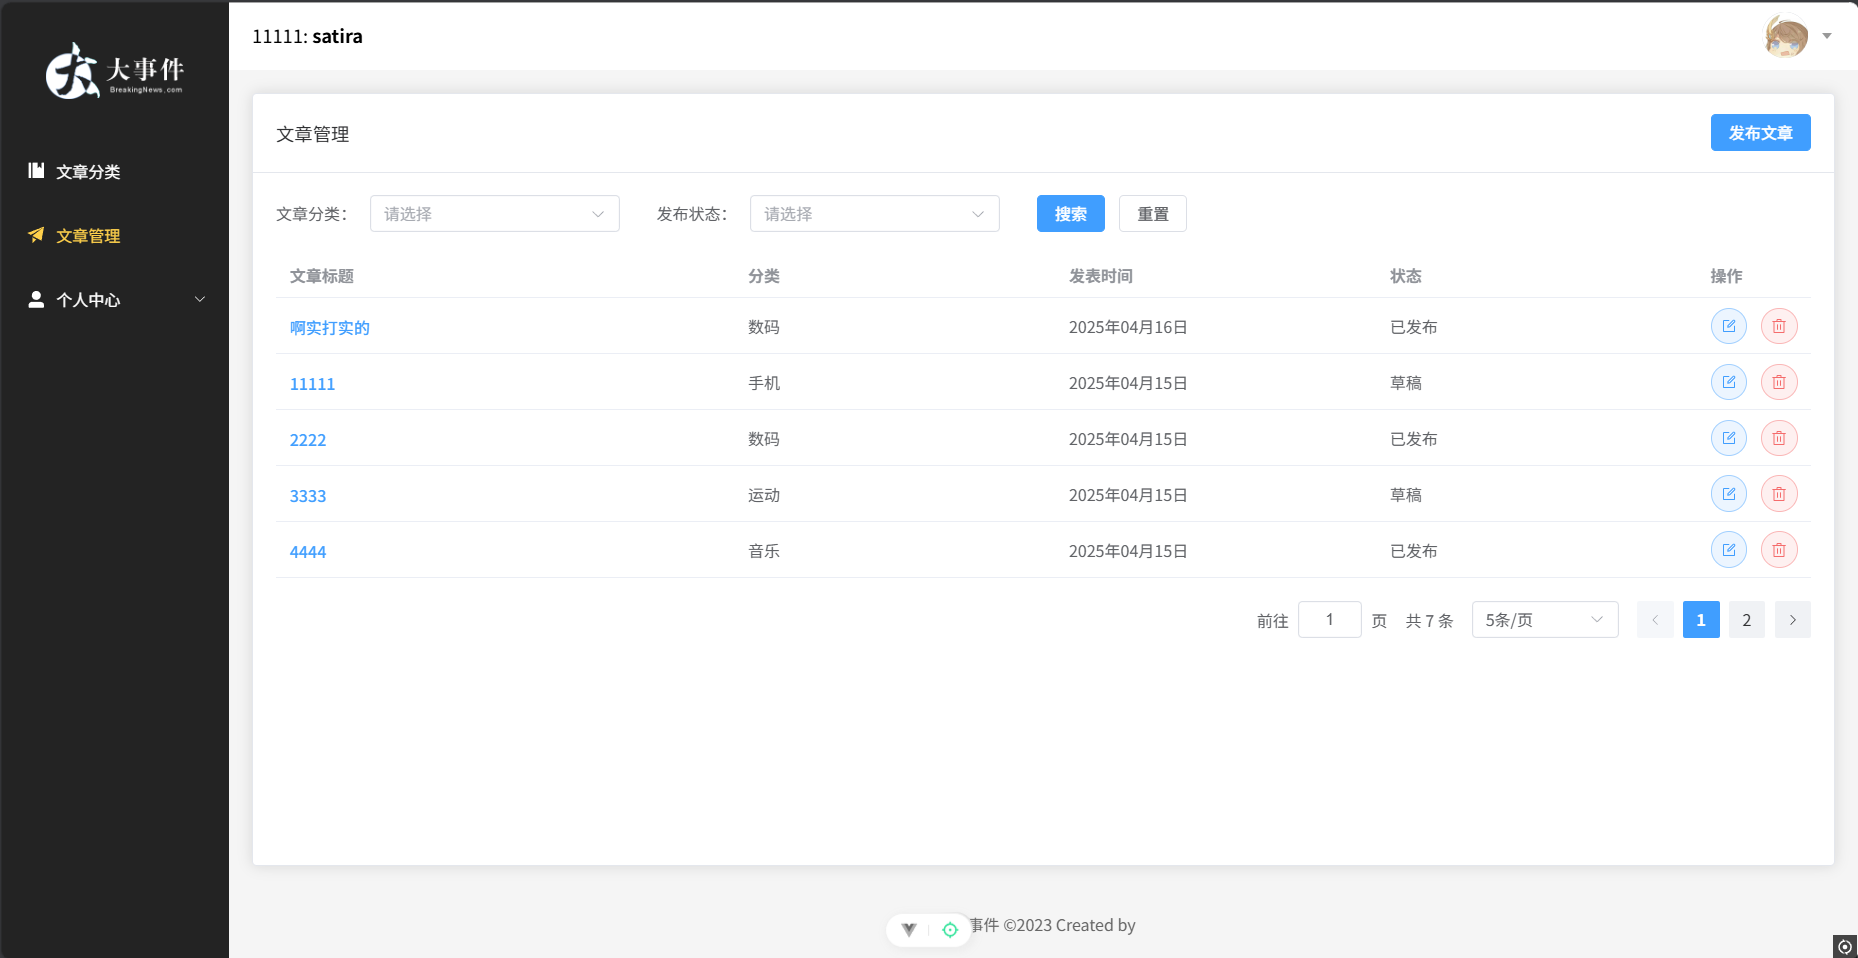 大事件
BreakingNews.com
文章分类
文章管理
个人中心
11111: satira
文章管理
发布文章
文章分类：
请选择
发布状态：
请选择
搜索
重置
文章标题 分类 发表时间 状态 操作
啊实打实的 数码 2025年04月16日 已发布
11111 手机 2025年04月15日 草稿
2222 数码 2025年04月15日 已发布
3333 运动 2025年04月15日 草稿
4444 音乐 2025年04月15日 已发布
前往 1 页 共 7 条 5条/页 1 2
事件 ©2023 Created by